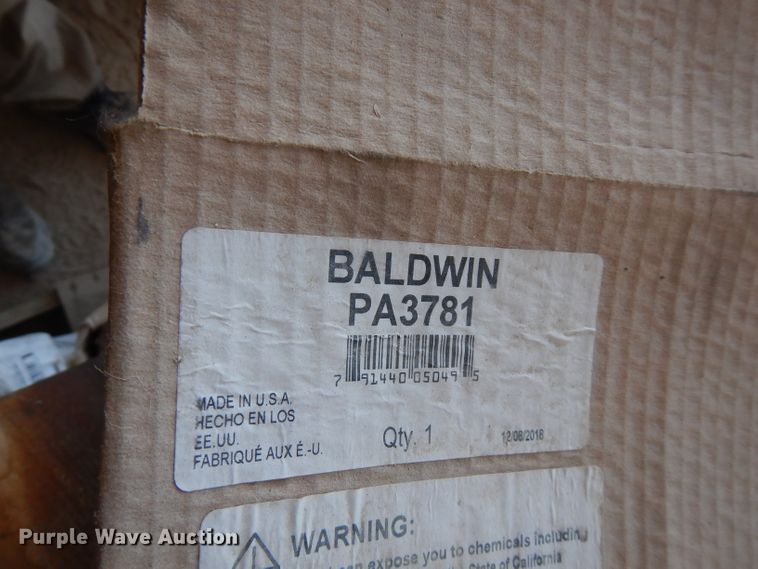 BALDWIN
PA3781
7 91440 05049 5
MADE IN U.S.A.
HECHO EN LOS
EE.UU.
FABRIQUÉ AUX É.-U.
Qty. 1
12/08/2018
WARNING:
expose you to chemicals including
State of California
Purple Wave Auction